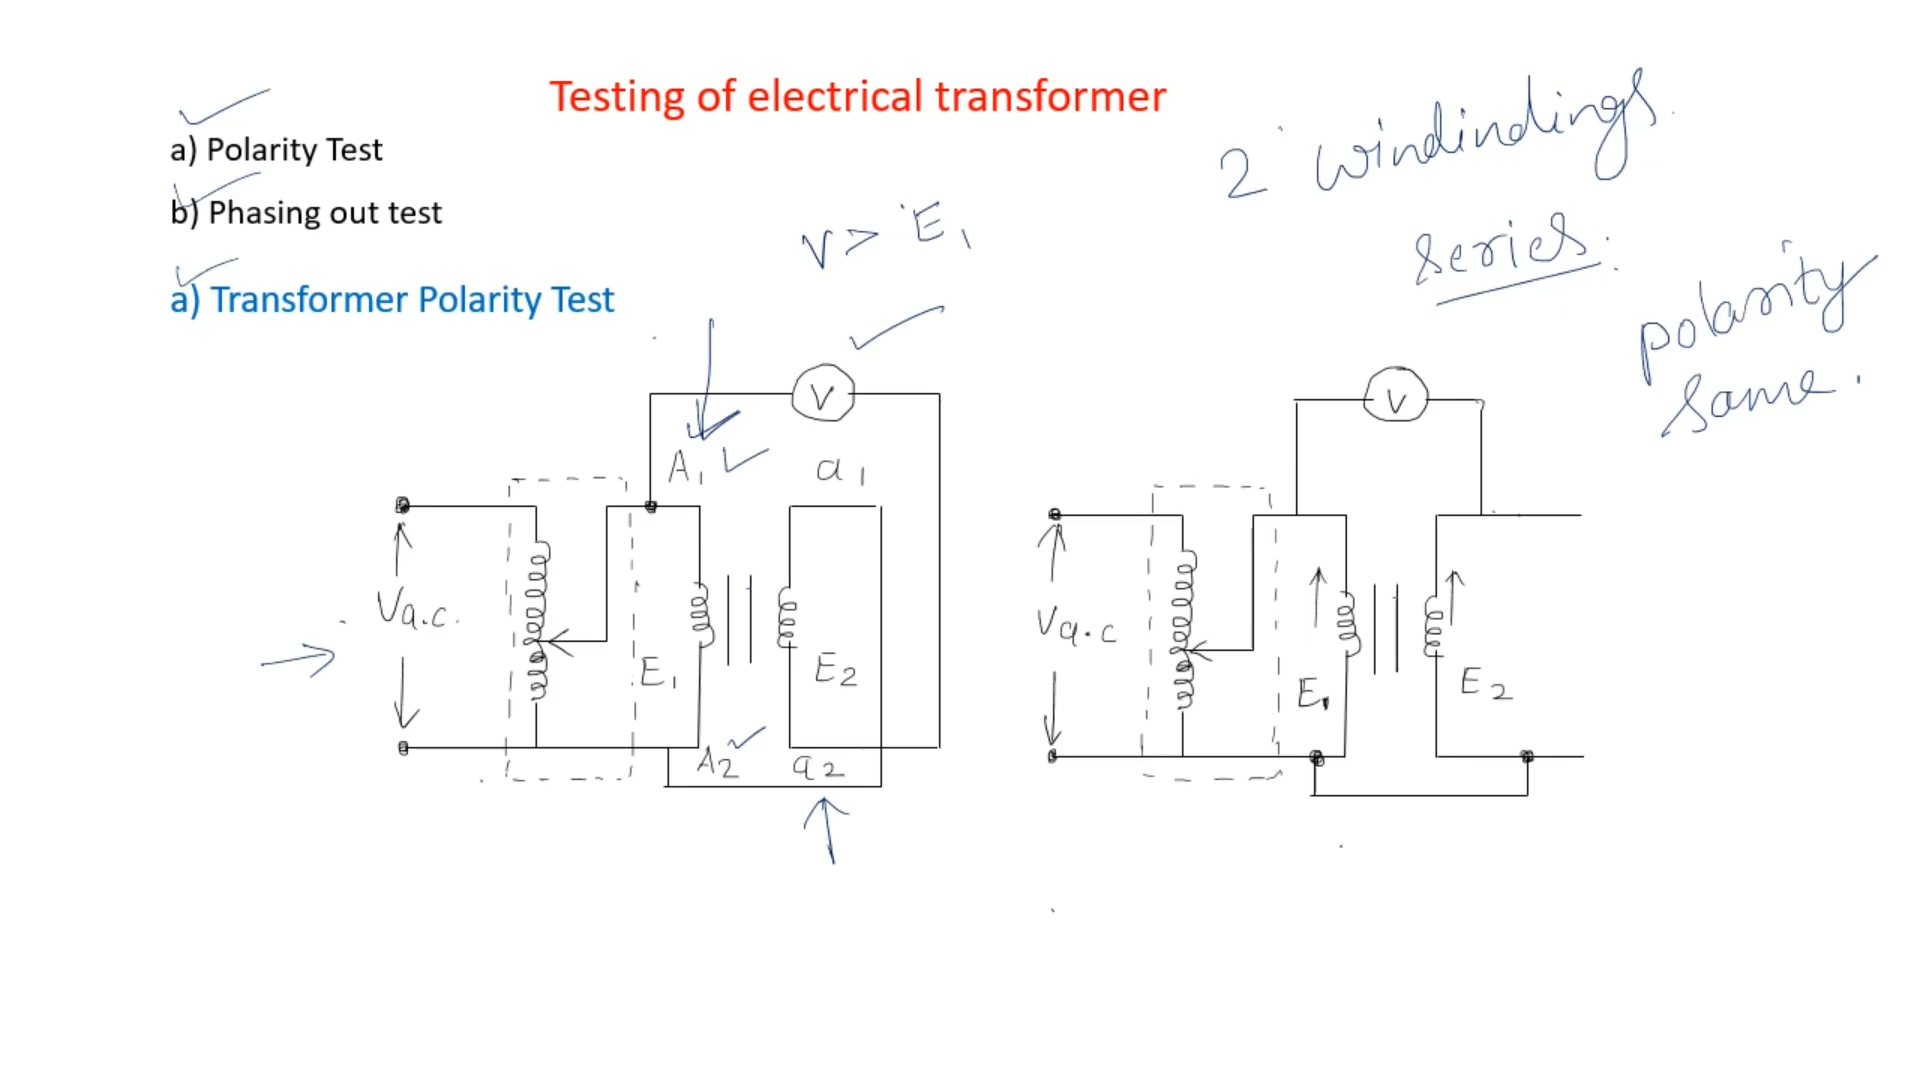 Testing of electrical transformer
a) Polarity Test
b) Phasing out test
a) Transformer Polarity Test
2 windindings.
series.
polarity
same.
V > E1
V
A1
a1
Va.c.
E1
E2
A2
a2
V
Va.c
E1
E2